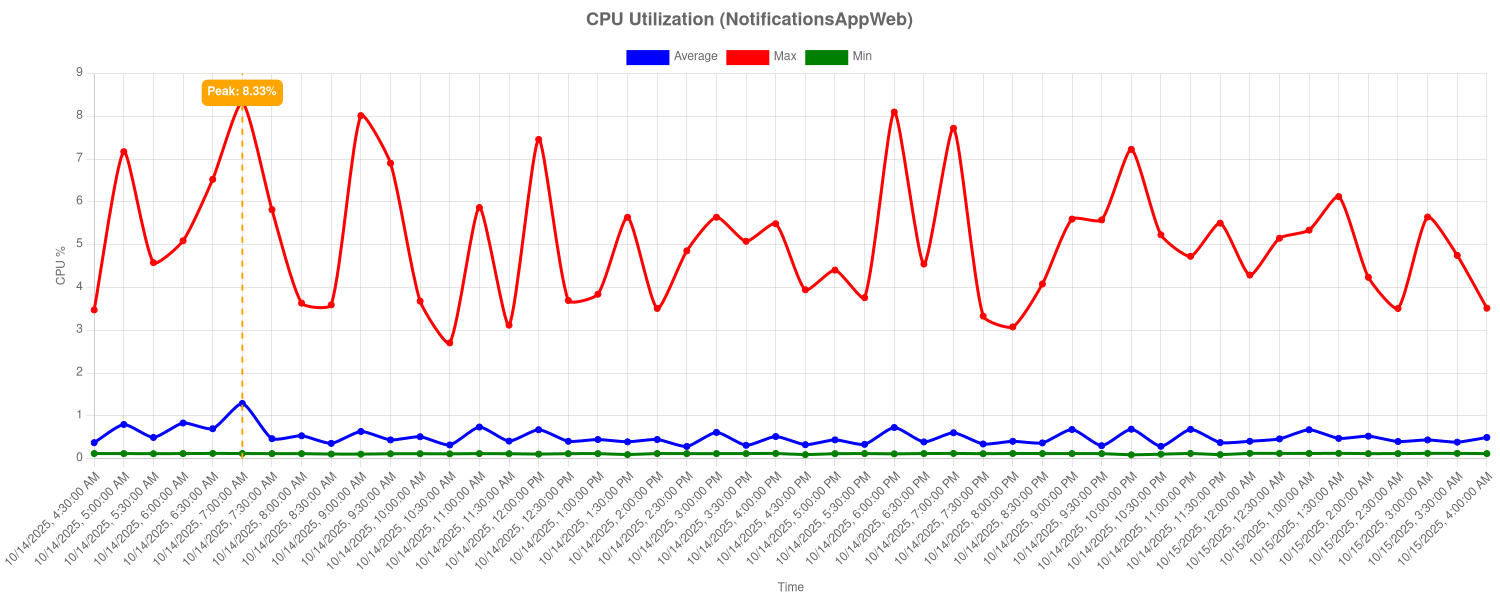 CPU Utilization (NotificationsAppWeb)
Average Max Min
Peak: 8.33%
9
8
7
6
5
4
3
2
1
0
CPU %
10/14/2025, 4:30:00 AM
10/14/2025, 5:00:00 AM
10/14/2025, 5:30:00 AM
10/14/2025, 6:00:00 AM
10/14/2025, 6:30:00 AM
10/14/2025, 7:00:00 AM
10/14/2025, 7:30:00 AM
10/14/2025, 8:00:00 AM
10/14/2025, 8:30:00 AM
10/14/2025, 9:00:00 AM
10/14/2025, 9:30:00 AM
10/14/2025, 10:00:00 AM
10/14/2025, 10:30:00 AM
10/14/2025, 11:00:00 AM
10/14/2025, 11:30:00 AM
10/14/2025, 12:00:00 PM
10/14/2025, 12:30:00 PM
10/14/2025, 1:00:00 PM
10/14/2025, 1:30:00 PM
10/14/2025, 2:00:00 PM
10/14/2025, 2:30:00 PM
10/14/2025, 3:00:00 PM
10/14/2025, 3:30:00 PM
10/14/2025, 4:00:00 PM
10/14/2025, 4:30:00 PM
10/14/2025, 5:00:00 PM
10/14/2025, 5:30:00 PM
10/14/2025, 6:00:00 PM
10/14/2025, 6:30:00 PM
10/14/2025, 7:00:00 PM
10/14/2025, 7:30:00 PM
10/14/2025, 8:00:00 PM
10/14/2025, 8:30:00 PM
10/14/2025, 9:00:00 PM
10/14/2025, 9:30:00 PM
10/14/2025, 10:00:00 PM
10/14/2025, 10:30:00 PM
10/14/2025, 11:00:00 PM
10/14/2025, 11:30:00 PM
10/15/2025, 12:00:00 AM
10/15/2025, 12:30:00 AM
10/15/2025, 1:00:00 AM
10/15/2025, 1:30:00 AM
10/15/2025, 2:00:00 AM
10/15/2025, 2:30:00 AM
10/15/2025, 3:00:00 AM
10/15/2025, 3:30:00 AM
10/15/2025, 4:00:00 AM
Time